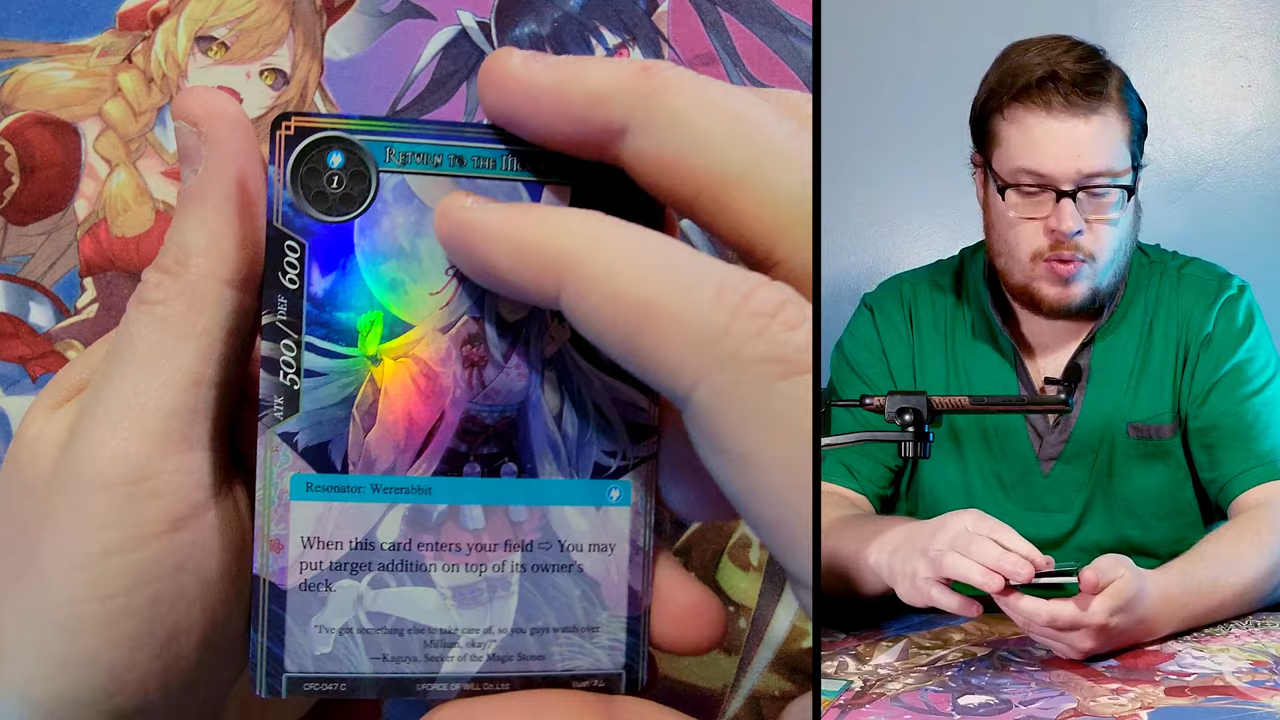 RETURN TO THE
1
ATK 500/DEF 600
Resonator: Wererabbit
When this card enters your field ⇨ You may
put target addition on top of its owner's
deck.
"I've got something else to take care of, so you guys watch over
Millium, okay?"
—Kaguya, Seeker of the Magic Stones
CFC-047 C ©FORCE OF WILL Co.Ltd.